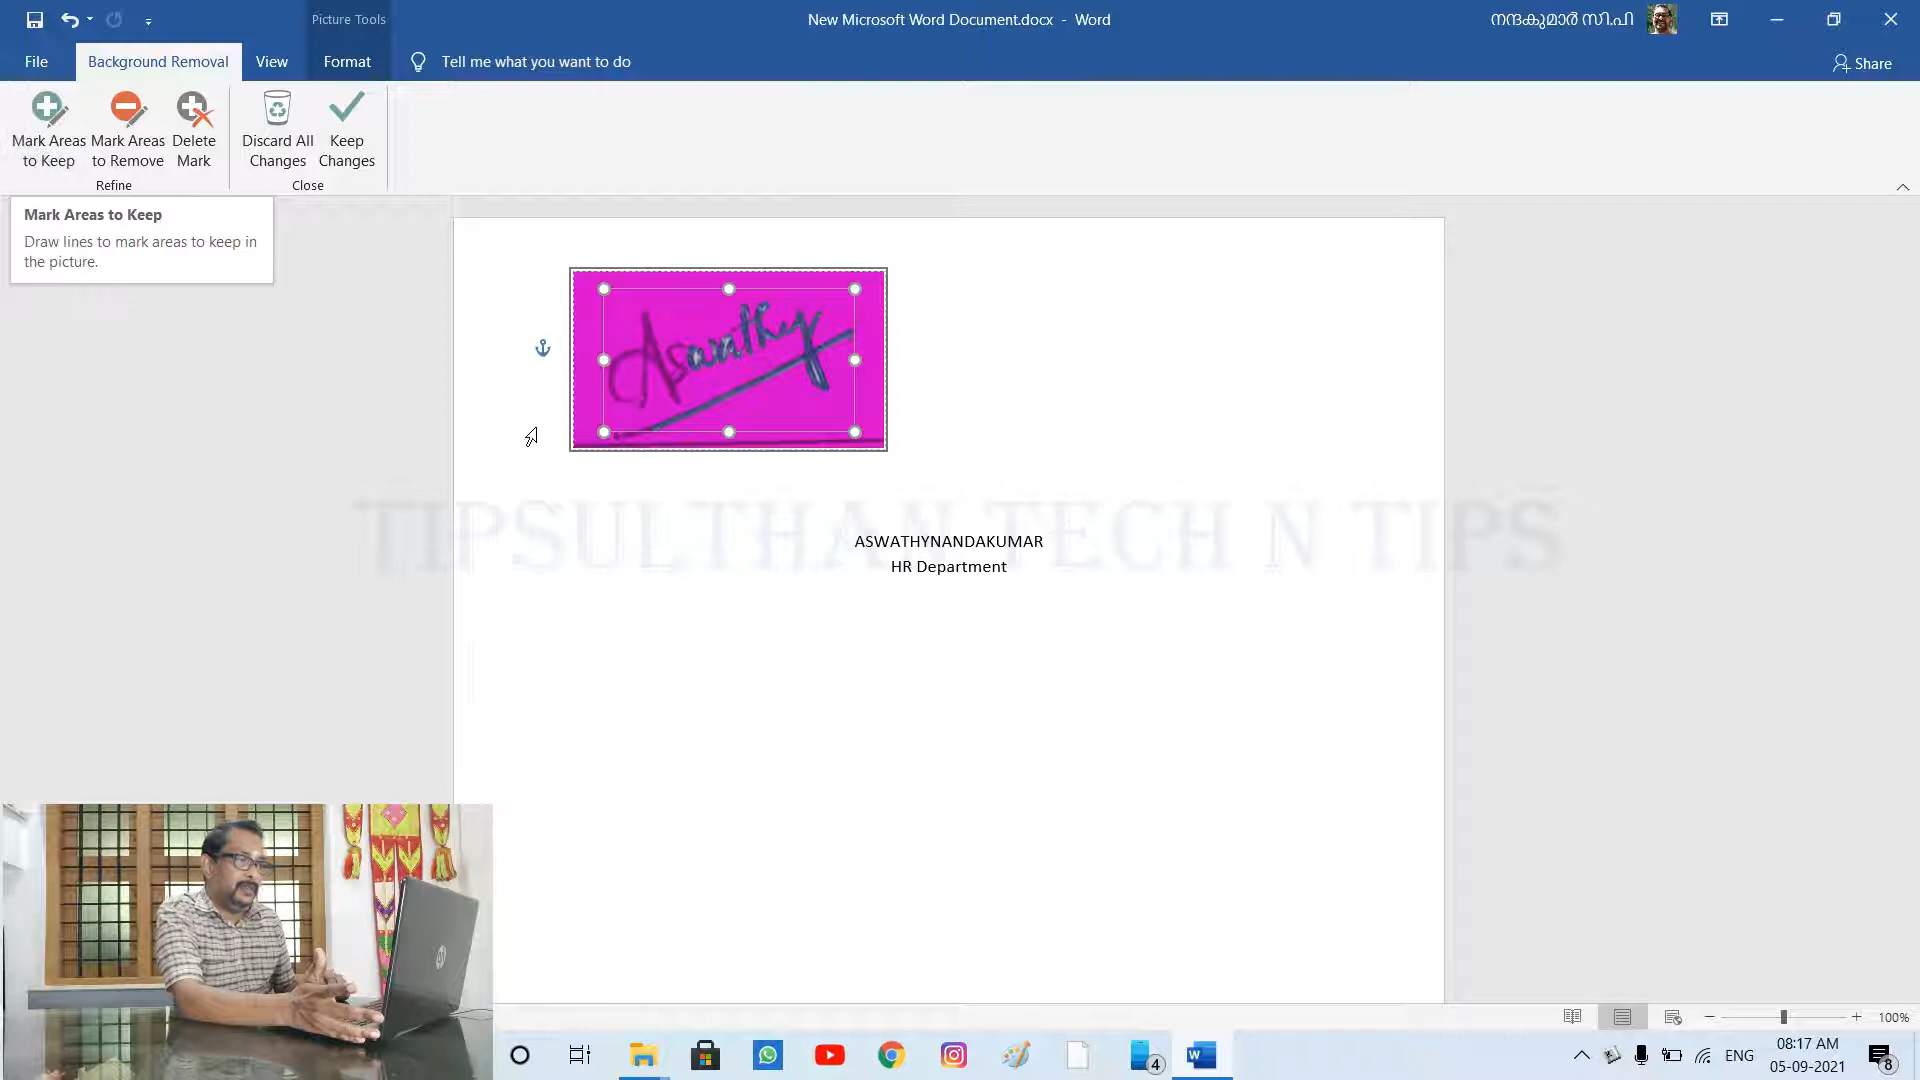 Picture Tools
New Microsoft Word Document.docx - Word
നന്ദകുമാർ സി.പി
File
Background Removal
View
Format
Tell me what you want to do
Share
Mark Areas to Keep
Mark Areas to Remove
Delete Mark
Discard All Changes
Keep Changes
Refine
Close
Mark Areas to Keep
Draw lines to mark areas to keep in
the picture.
Aswathy
TIPSULTHAN TECH N TIPS
ASWATHYNANDAKUMAR
HR Department
hp
100%
4
W
ENG
08:17 AM
05-09-2021
8